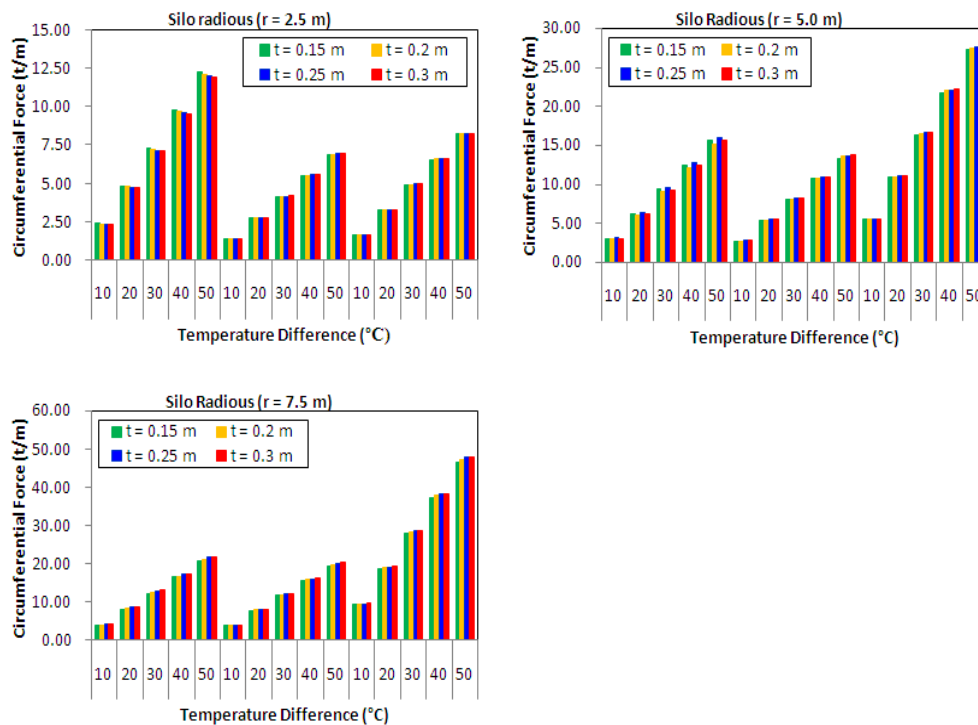 Silo radious (r = 2.5 m)
15.00
12.50
10.00
7.50
5.00
2.50
0.00
Circumferential Force (t/m)
t = 0.15 m t = 0.2 m
t = 0.25 m t = 0.3 m
10 20 30 40 50 10 20 30 40 50 10 20 30 40 50
Temperature Difference (°C)
Silo Radious (r = 5.0 m)
30.00
25.00
20.00
15.00
10.00
5.00
0.00
Circumferential Force (t/m)
t = 0.15 m t = 0.2 m
t = 0.25 m t = 0.3 m
10 20 30 40 50 10 20 30 40 50 10 20 30 40 50
Temperature Difference (°C)
Silo Radious (r = 7.5 m)
60.00
50.00
40.00
30.00
20.00
10.00
0.00
Circumferential Force (t/m)
t = 0.15 m t = 0.2 m
t = 0.25 m t = 0.3 m
10 20 30 40 50 10 20 30 40 50 10 20 30 40 50
Temperature Difference (°C)